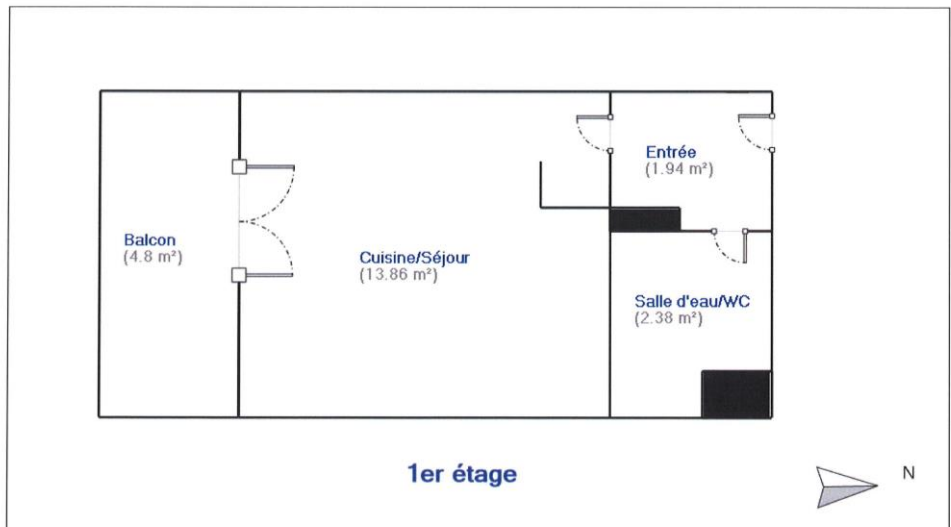 Entrée
(1.94 m²)
Balcon
(4.8 m²)
Cuisine/Séjour
(13.86 m²)
Salle d'eau/WC
(2.38 m²)
1er étage
N